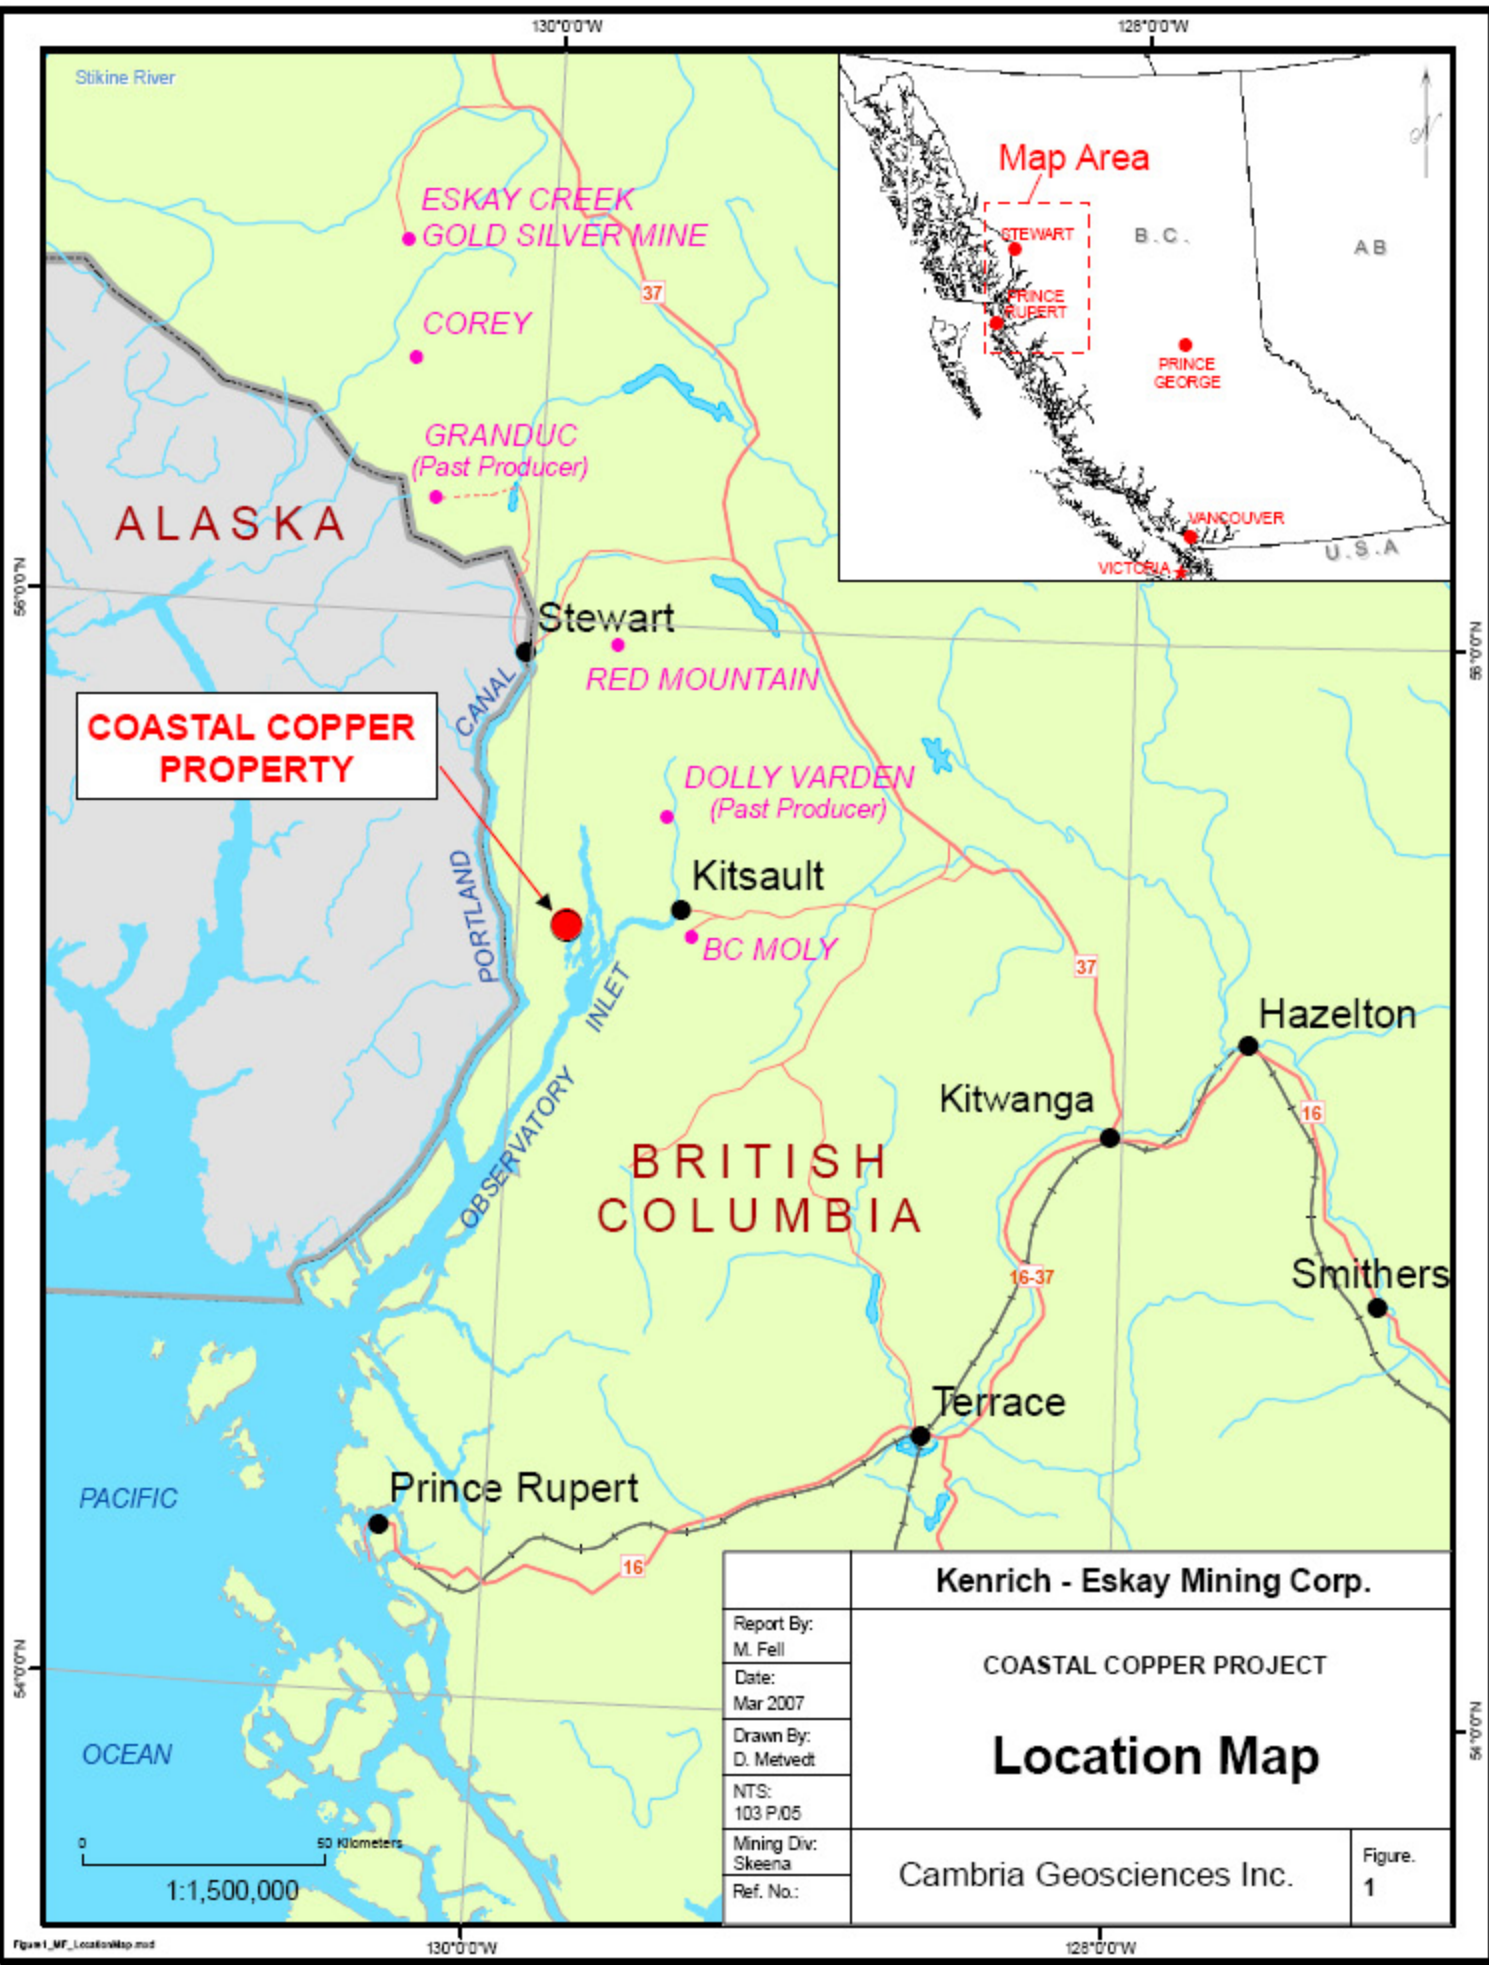 130°0'0"W
128°0'0"W
Stikine River
N
Map Area
STEWART
B.C.
AB
PRINCE
RUPERT
PRINCE
GEORGE
VANCOUVER
U.S.A
VICTORIA
ESKAY CREEK
GOLD SILVER MINE
37
COREY
GRANDUC
(Past Producer)
ALASKA
56°0'0"N
Stewart
RED MOUNTAIN
CANAL
COASTAL COPPER
PROPERTY
DOLLY VARDEN
(Past Producer)
PORTLAND
Kitsault
BC MOLY
INLET
37
Hazelton
OBSERVATORY
Kitwanga
16
BRITISH
COLUMBIA
16-37
Smithers
Terrace
PACIFIC
Prince Rupert
16
54°0'0"N
54°0'0"N
OCEAN
0
50 Kilometers
1:1,500,000
Kenrich - Eskay Mining Corp.
Report By:
M. Fell
Date:
Mar 2007
Drawn By:
D. Metvedt
NTS:
103 P/05
Mining Div:
Skeena
Ref. No.:
COASTAL COPPER PROJECT
Location Map
Cambria Geosciences Inc.
Figure.
1
Figure1_MF_LocationMap.mxd
130°0'0"W
128°0'0"W